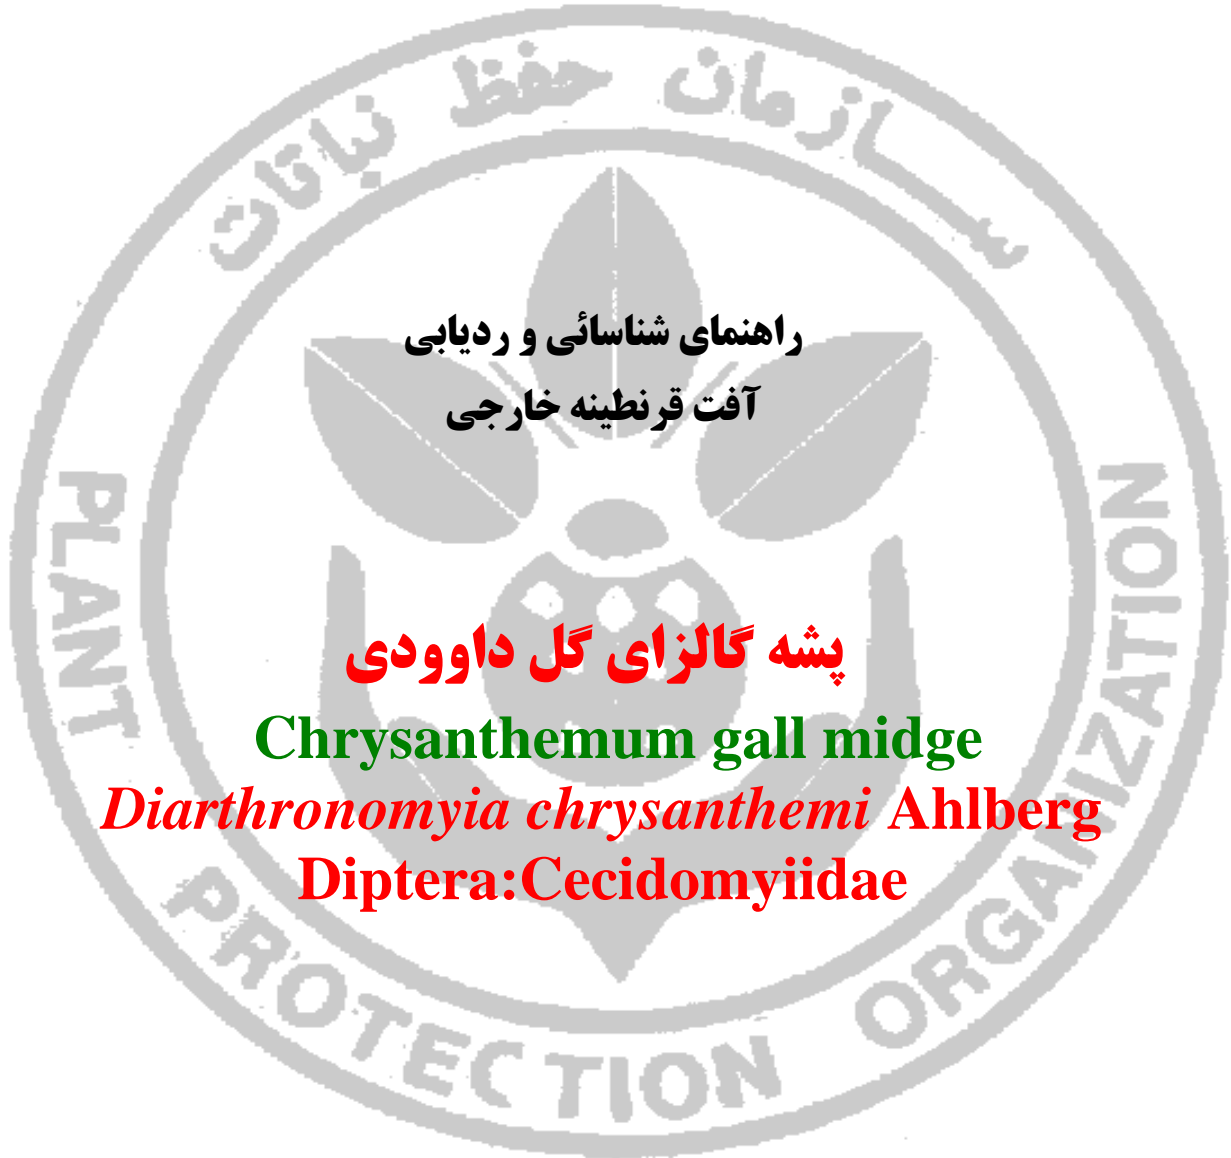 سازمان حفظ نباتات
راهنمای شناسائی و ردیابی
آفت قرنطینه خارجی
پشه گالزای گل داوودی
Chrysanthemum gall midge
Diarthronomyia chrysanthemi Ahlberg
Diptera:Cecidomyiidae
PLANT PROTECTION ORGANIZATION